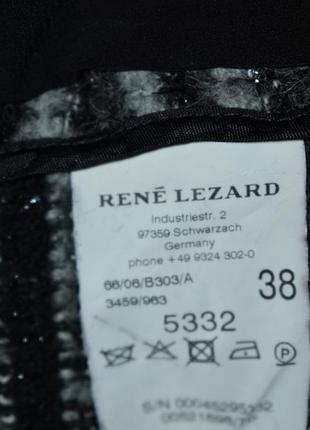 RENÉ LEZARD
Industriestr. 2
97359 Schwarzach
Germany
phone +49 9324 302-0
66/06/B303/A
38
3459/963
5332
P